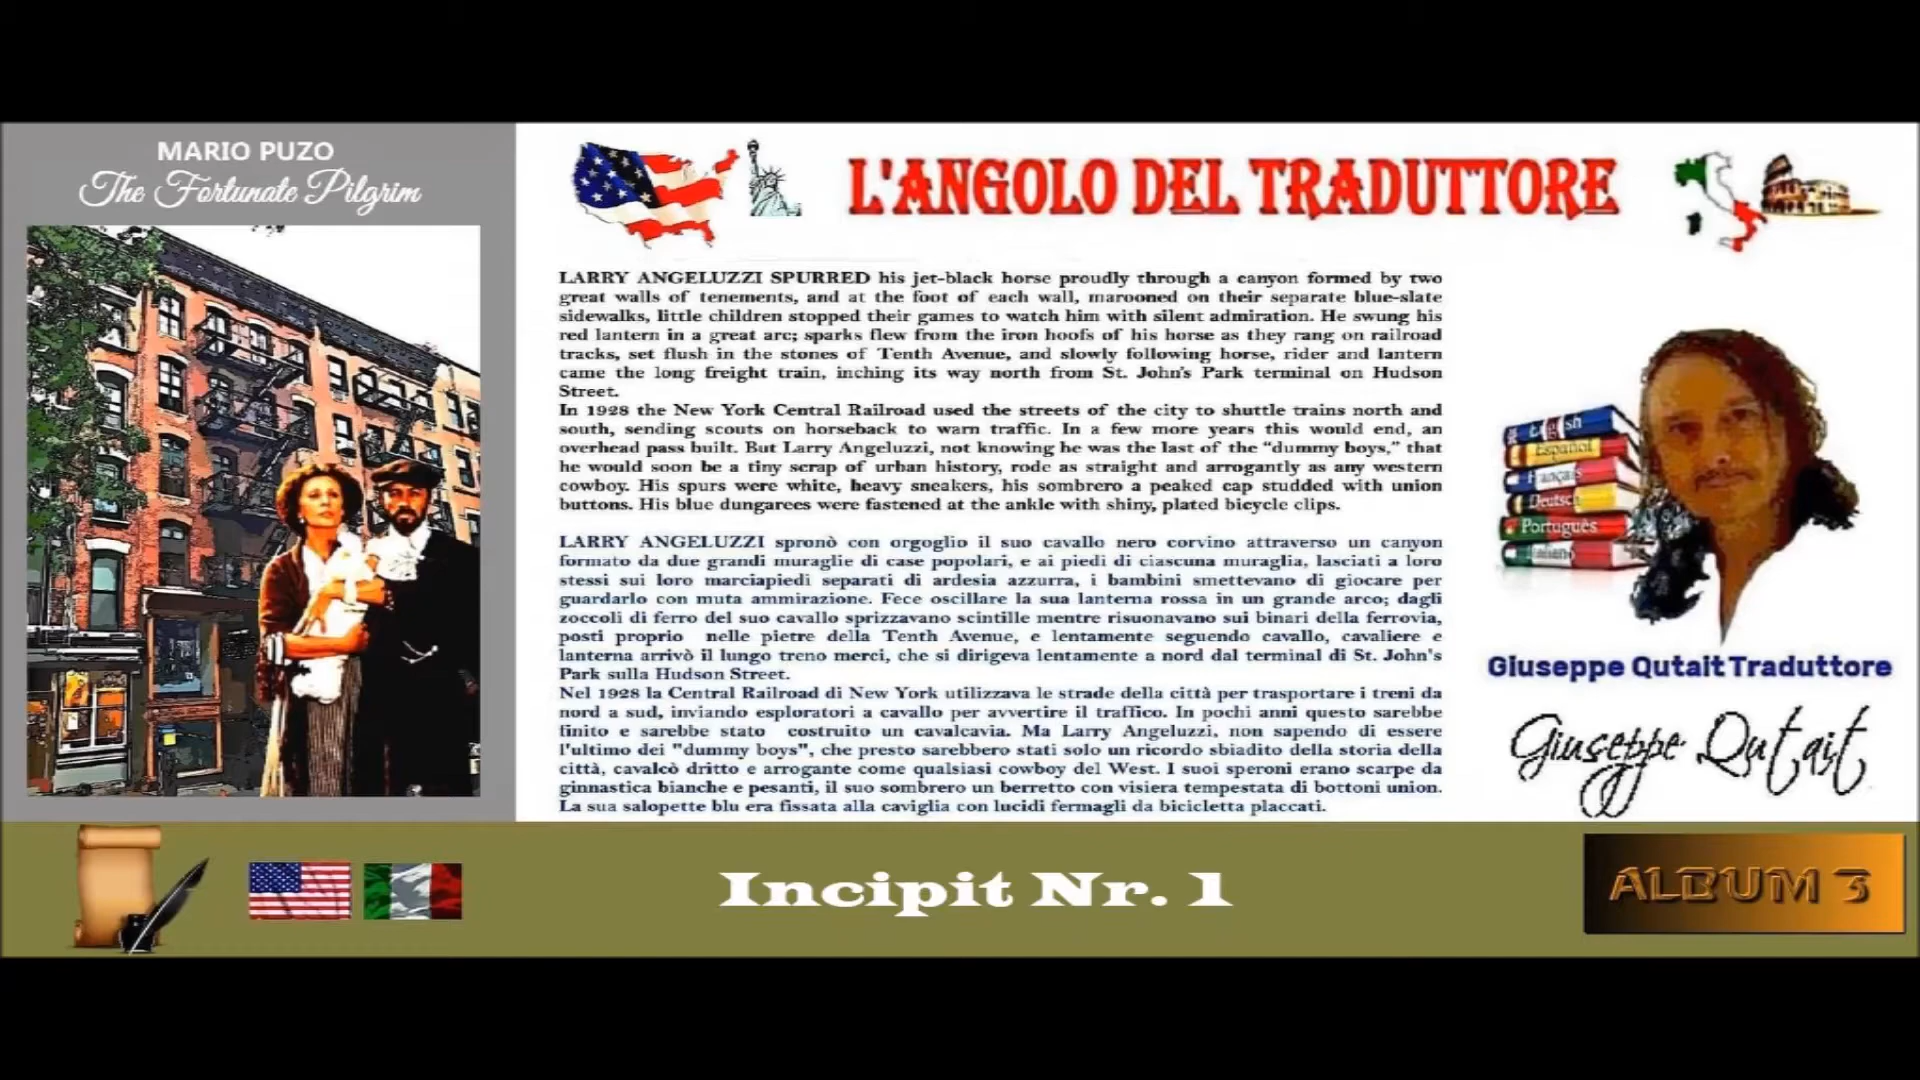 MARIO PUZO
The Fortunate Pilgrim
L'ANGOLO DEL TRADUTTORE
LARRY ANGELUZZI SPURRED his jet-black horse proudly through a canyon formed by two
great walls of tenements, and at the foot of each wall, marooned on their separate blue-slate
sidewalks, little children stopped their games to watch him with silent admiration. He swung his
red lantern in a great arc; sparks flew from the iron hoofs of his horse as they rang on railroad
tracks, set flush in the stones of Tenth Avenue, and slowly following horse, rider and lantern
came the long freight train, inching its way north from St. John's Park terminal on Hudson
Street.
In 1928 the New York Central Railroad used the streets of the city to shuttle trains north and
south, sending scouts on horseback to warn traffic. In a few more years this would end, an
overhead pass built. But Larry Angeluzzi, not knowing he was the last of the “dummy boys,” that
he would soon be a tiny scrap of urban history, rode as straight and arrogantly as any western
cowboy. His spurs were white, heavy sneakers, his sombrero a peaked cap studded with union
buttons. His blue dungarees were fastened at the ankle with shiny, plated bicycle clips.
LARRY ANGELUZZI spronò con orgoglio il suo cavallo nero corvino attraverso un canyon
formato da due grandi muraglie di case popolari, e ai piedi di ciascuna muraglia, lasciati a loro
stessi sui loro marciapiedi separati di ardesia azzurra, i bambini smettevano di giocare per
guardarlo con muta ammirazione. Fece oscillare la sua lanterna rossa in un grande arco; dagli
zoccoli di ferro del suo cavallo sprizzavano scintille mentre risuonavano sui binari della ferrovia,
posti proprio nelle pietre della Tenth Avenue, e lentamente seguendo cavallo, cavaliere e
lanterna arrivò il lungo treno merci, che si dirigeva lentamente a nord dal terminal di St. John's
Park sulla Hudson Street.
Nel 1928 la Central Railroad di New York utilizzava le strade della città per trasportare i treni da
nord a sud, inviando esploratori a cavallo per avvertire il traffico. In pochi anni questo sarebbe
finito e sarebbe stato costruito un cavalcavia. Ma Larry Angeluzzi, non sapendo di essere
l'ultimo dei "dummy boys", che presto sarebbero stati solo un ricordo sbiadito della storia della
città, cavalcò dritto e arrogante come qualsiasi cowboy del West. I suoi speroni erano scarpe da
ginnastica bianche e pesanti, il suo sombrero un berretto con visiera tempestata di bottoni union.
La sua salopette blu era fissata alla caviglia con lucidi fermagli da bicicletta placcati.
English
Español
Français
Deutsch
Português
Italiano
Giuseppe Qutait Traduttore
Giuseppe Qutait
Incipit Nr. 1
ALBUM 3